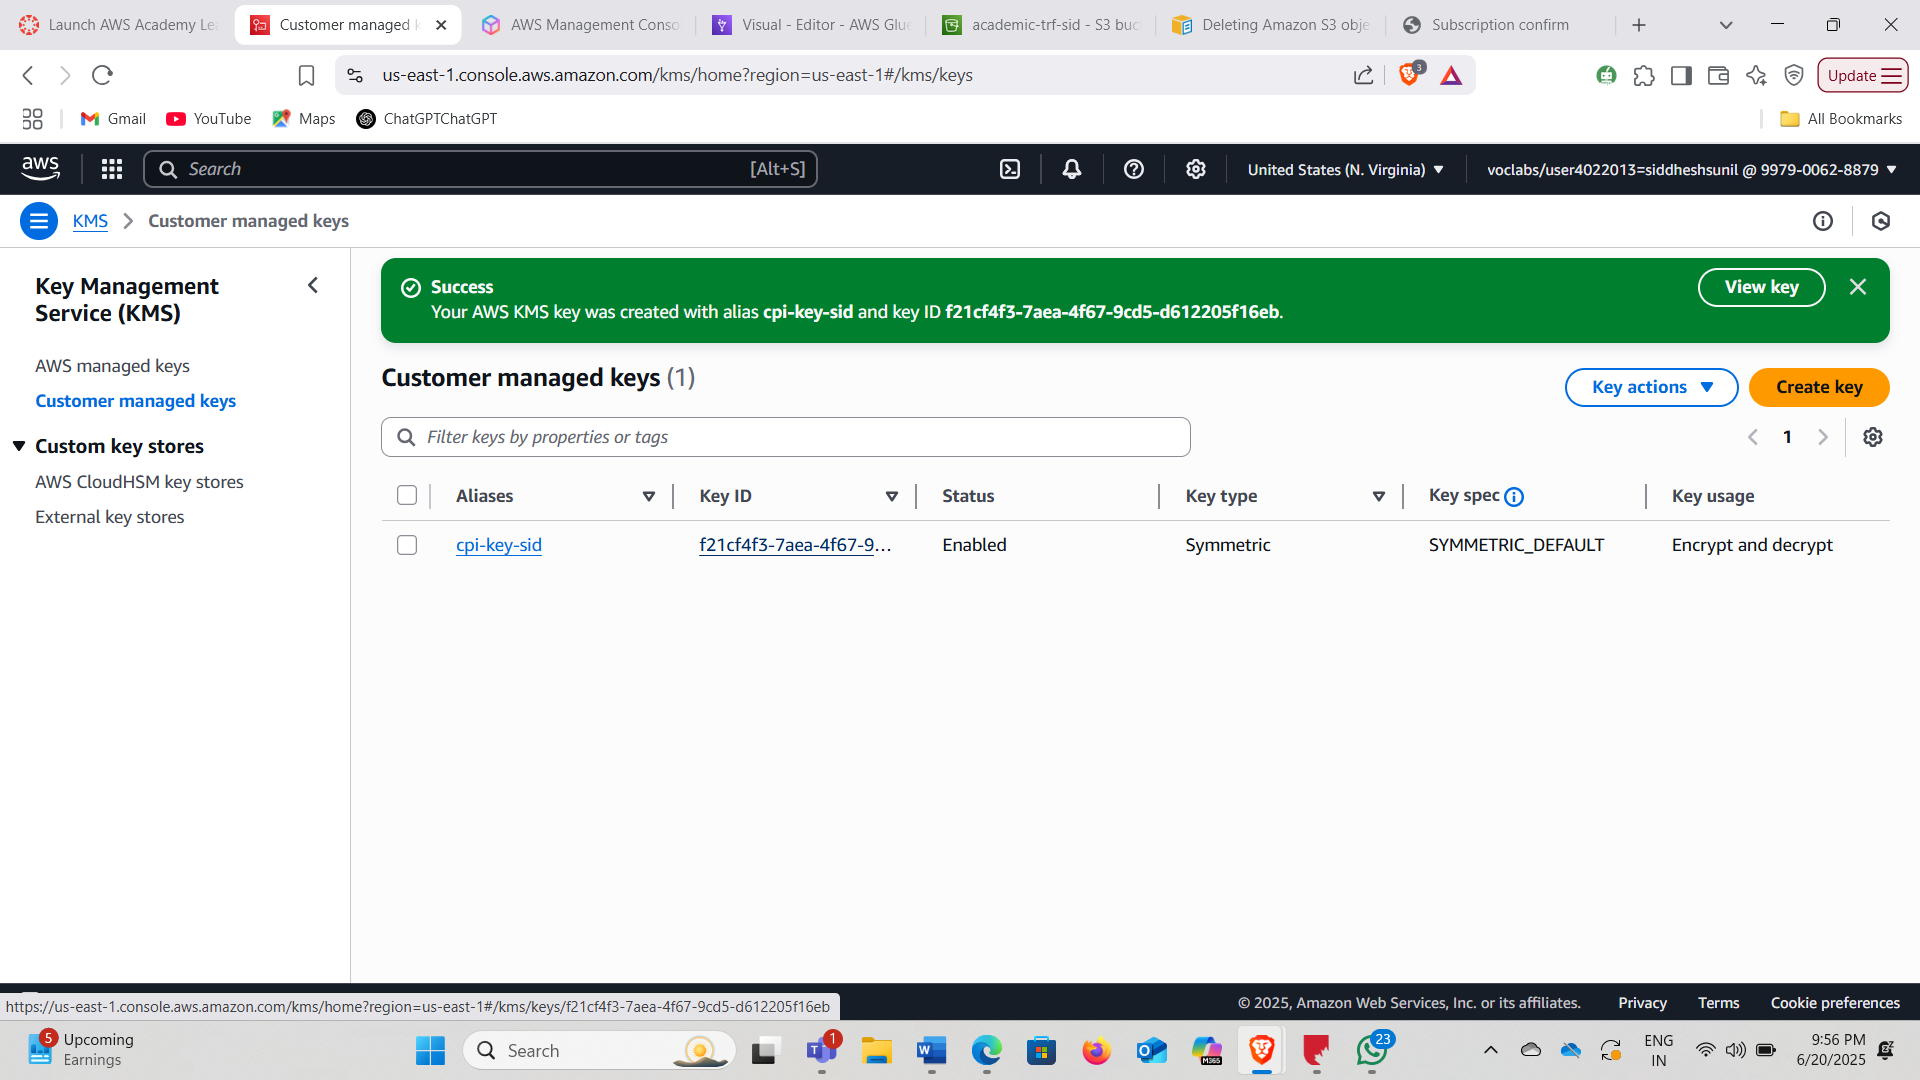 Launch AWS Academy Le
Customer managed k
AWS Management Conso
Visual - Editor - AWS Glue
academic-trf-sid - S3 buc
Deleting Amazon S3 obje
Subscription confirm
us-east-1.console.aws.amazon.com/kms/home?region=us-east-1#/kms/keys
3
Update
Gmail
YouTube
Maps
ChatGPTChatGPT
All Bookmarks
aws
Search
[Alt+S]
United States (N. Virginia)
voclabs/user4022013=siddheshsunil @ 9979-0062-8879
KMS
Customer managed keys
Key Management
Service (KMS)
AWS managed keys
Customer managed keys
Custom key stores
AWS CloudHSM key stores
External key stores
Success
Your AWS KMS key was created with alias cpi-key-sid and key ID f21cf4f3-7aea-4f67-9cd5-d612205f16eb.
View key
Customer managed keys (1)
Key actions
Create key
Filter keys by properties or tags
1
Aliases
Key ID
Status
Key type
Key spec
Key usage
cpi-key-sid
f21cf4f3-7aea-4f67-9...
Enabled
Symmetric
SYMMETRIC_DEFAULT
Encrypt and decrypt
https://us-east-1.console.aws.amazon.com/kms/home?region=us-east-1#/kms/keys/f21cf4f3-7aea-4f67-9cd5-d612205f16eb
© 2025, Amazon Web Services, Inc. or its affiliates.
Privacy
Terms
Cookie preferences
5
Upcoming
Earnings
Search
1
M365
23
ENG
IN
9:56 PM
6/20/2025